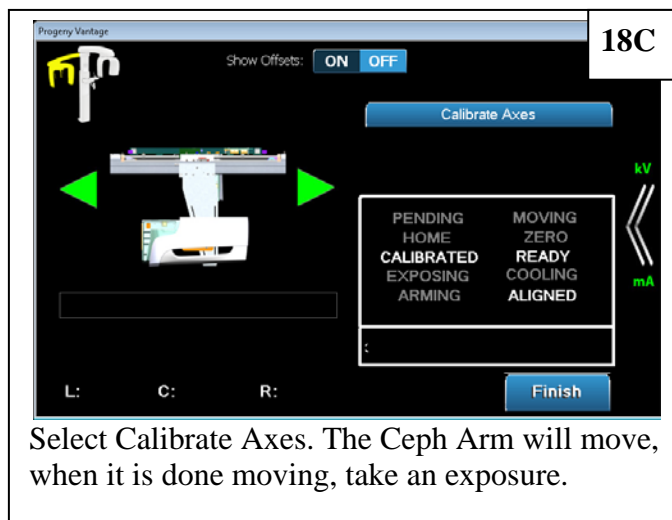 Progeny Vantage
18C
Show Offsets: ON OFF
Calibrate Axes
kV
PENDING MOVING
HOME ZERO
CALIBRATED READY
EXPOSING COOLING
ARMING ALIGNED
mA
:
L: C: R:
Finish
Select Calibrate Axes. The Ceph Arm will move,
when it is done moving, take an exposure.